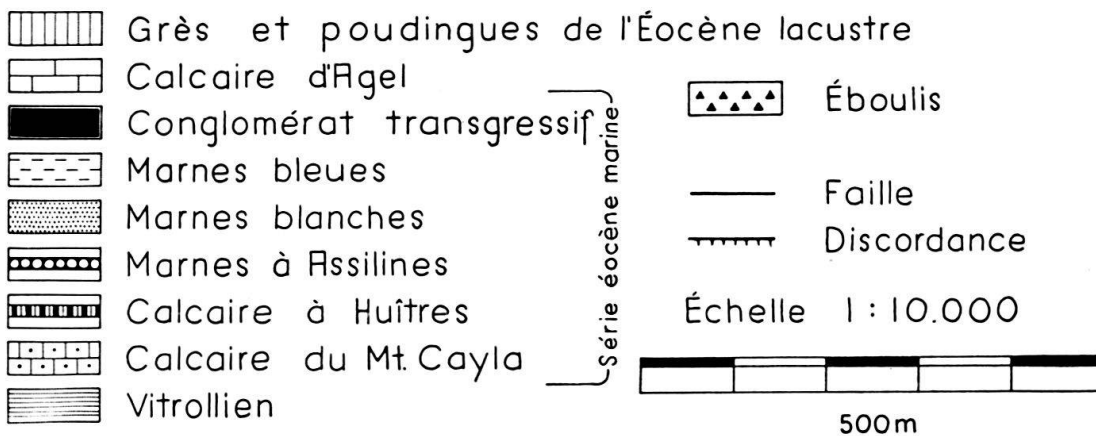 Grès et poudingues de l'Éocène lacustre
Calcaire d'Agel
Conglomérat transgressif
Marnes bleues
Marnes blanches
Marnes à Assilines
Calcaire à Huîtres
Calcaire du Mt. Cayla
Vitrollien
Série éocène marine
Éboulis
Faille
Discordance
Échelle 1:10.000
500m